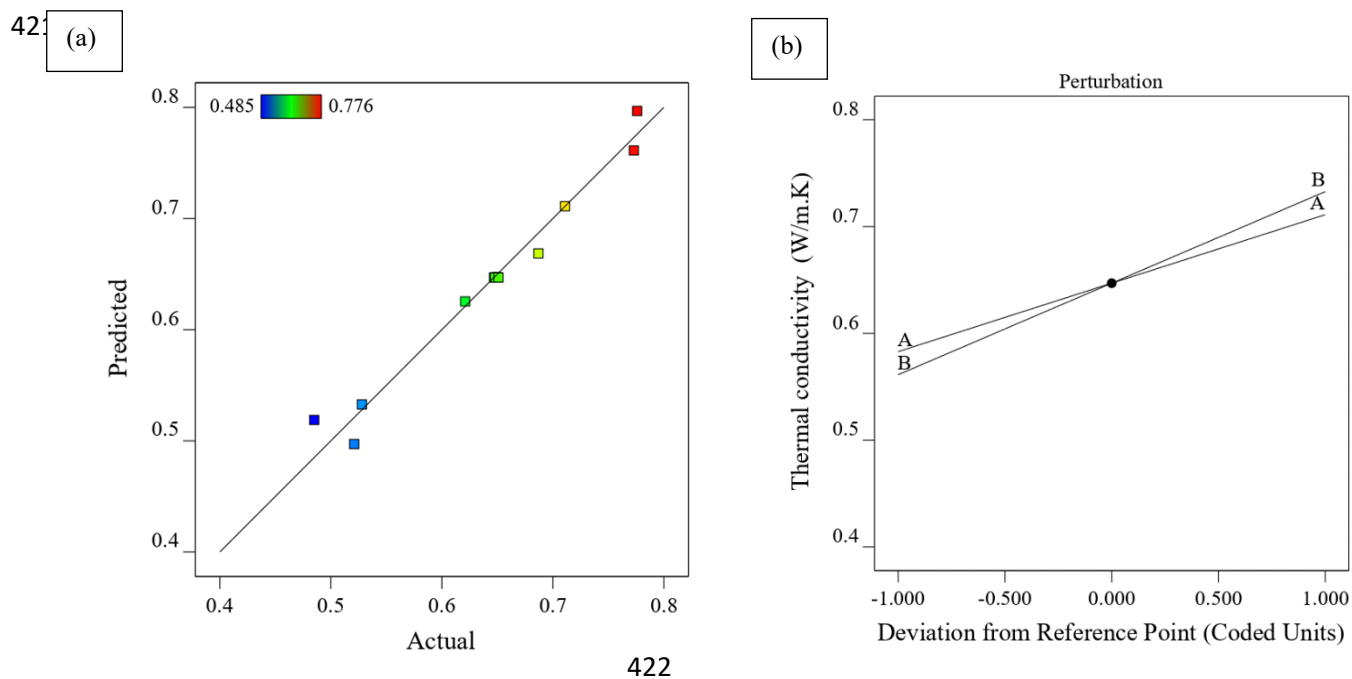 421
(a)
0.485 0.776
0.8
0.7
0.6
0.5
0.4
Predicted
0.4 0.5 0.6 0.7 0.8
Actual
(b)
Perturbation
0.8
0.7
0.6
0.5
0.4
Thermal conductivity (W/m.K)
B
A
A
B
-1.000 -0.500 0.000 0.500 1.000
Deviation from Reference Point (Coded Units)
422